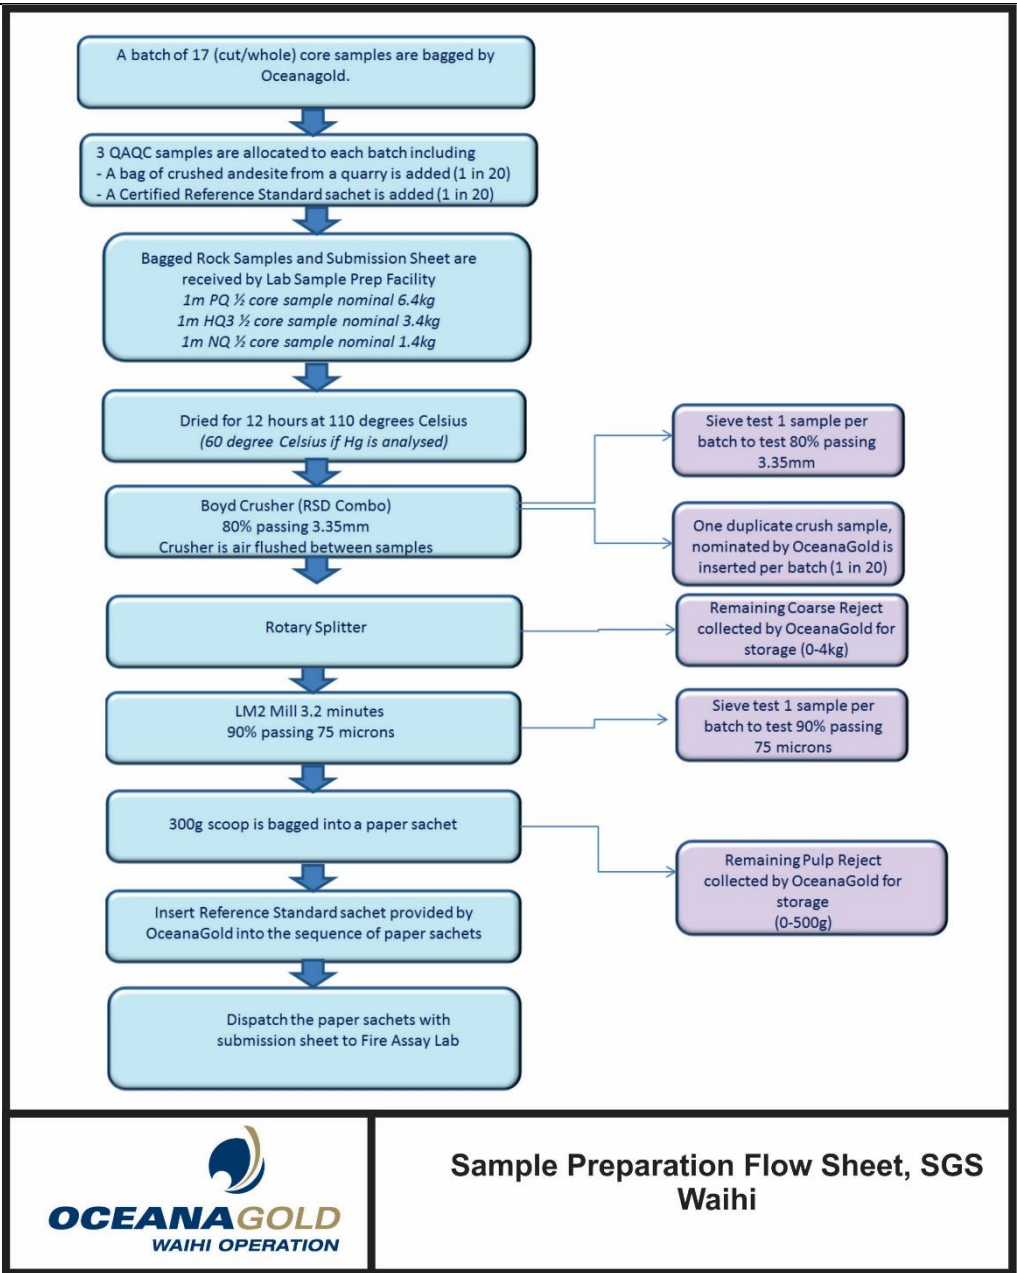 A batch of 17 (cut/whole) core samples are bagged by
Oceanagold.
3 QAQC samples are allocated to each batch including
- A bag of crushed andesite from a quarry is added (1 in 20)
- A Certified Reference Standard sachet is added (1 in 20)
Bagged Rock Samples and Submission Sheet are
received by Lab Sample Prep Facility
1m PQ ½ core sample nominal 6.4kg
1m HQ3 ½ core sample nominal 3.4kg
1m NQ ½ core sample nominal 1.4kg
Dried for 12 hours at 110 degrees Celsius
(60 degree Celsius if Hg is analysed)
Sieve test 1 sample per
batch to test 80% passing
3.35mm
Boyd Crusher (RSD Combo)
80% passing 3.35mm
Crusher is air flushed between samples
One duplicate crush sample,
nominated by OceanaGold is
inserted per batch (1 in 20)
Rotary Splitter
Remaining Coarse Reject
collected by OceanaGold for
storage (0-4kg)
LM2 Mill 3.2 minutes
90% passing 75 microns
Sieve test 1 sample per
batch to test 90% passing
75 microns
300g scoop is bagged into a paper sachet
Remaining Pulp Reject
collected by OceanaGold for
storage
(0-500g)
Insert Reference Standard sachet provided by
OceanaGold into the sequence of paper sachets
Dispatch the paper sachets with
submission sheet to Fire Assay Lab
OCEANAGOLD
WAIHI OPERATION
Sample Preparation Flow Sheet, SGS
Waihi